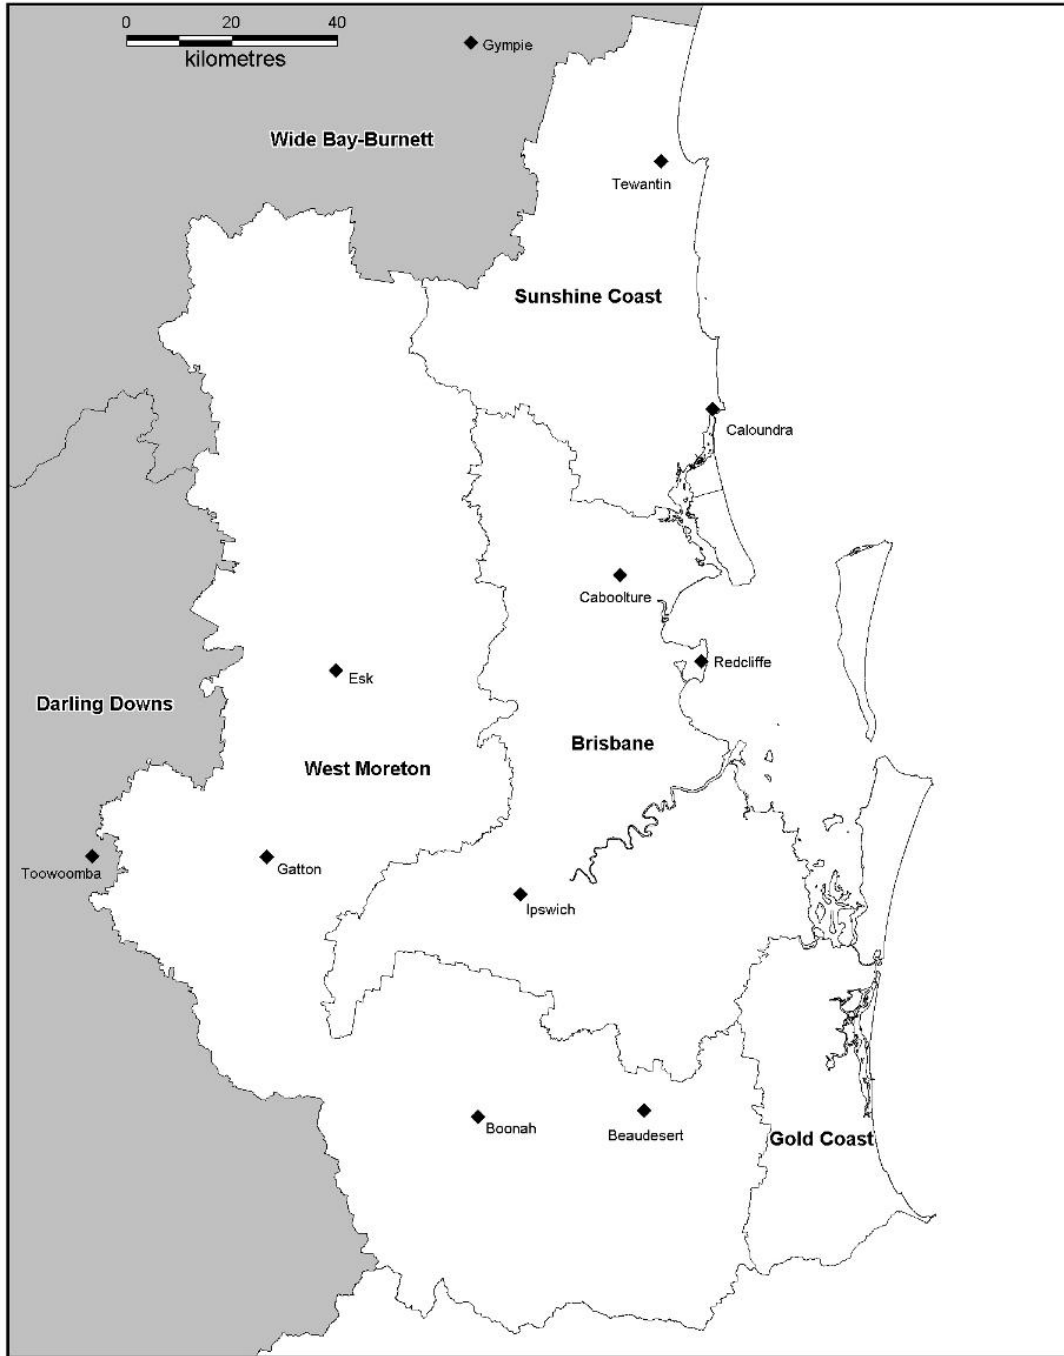 0 20 40
kilometres
Gympie
Wide Bay-Burnett
Tewantin
Sunshine Coast
Caloundra
Caboolture
Redcliffe
Esk
Darling Downs
Brisbane
West Moreton
Toowoomba
Gatton
Ipswich
Boonah
Beaudesert
Gold Coast